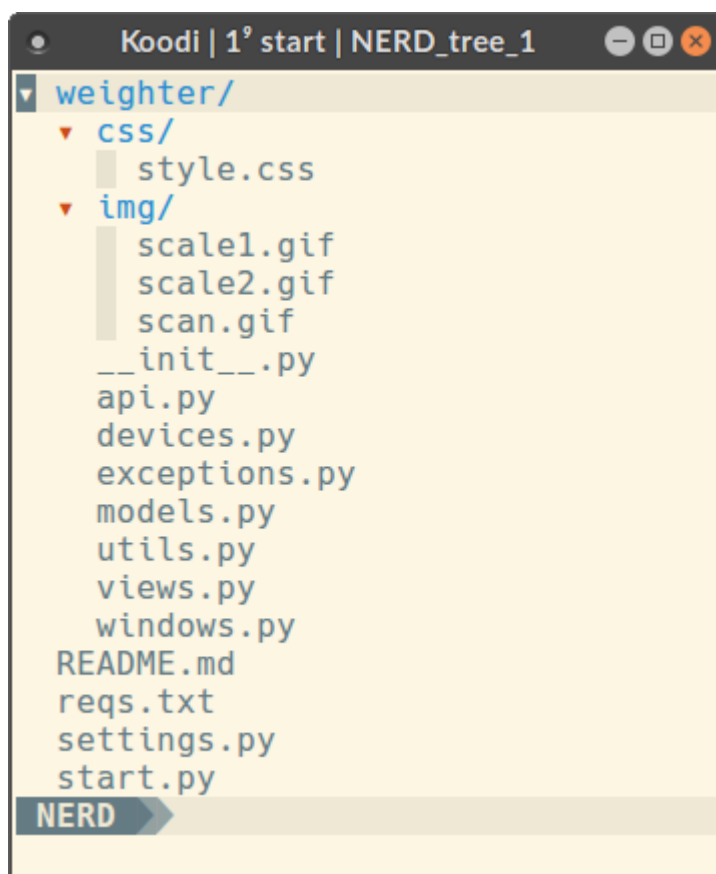 Koodi | 1⁹ start | NERD_tree_1
weighter/
css/
style.css
img/
scale1.gif
scale2.gif
scan.gif
__init__.py
api.py
devices.py
exceptions.py
models.py
utils.py
views.py
windows.py
README.md
reqs.txt
settings.py
start.py
NERD